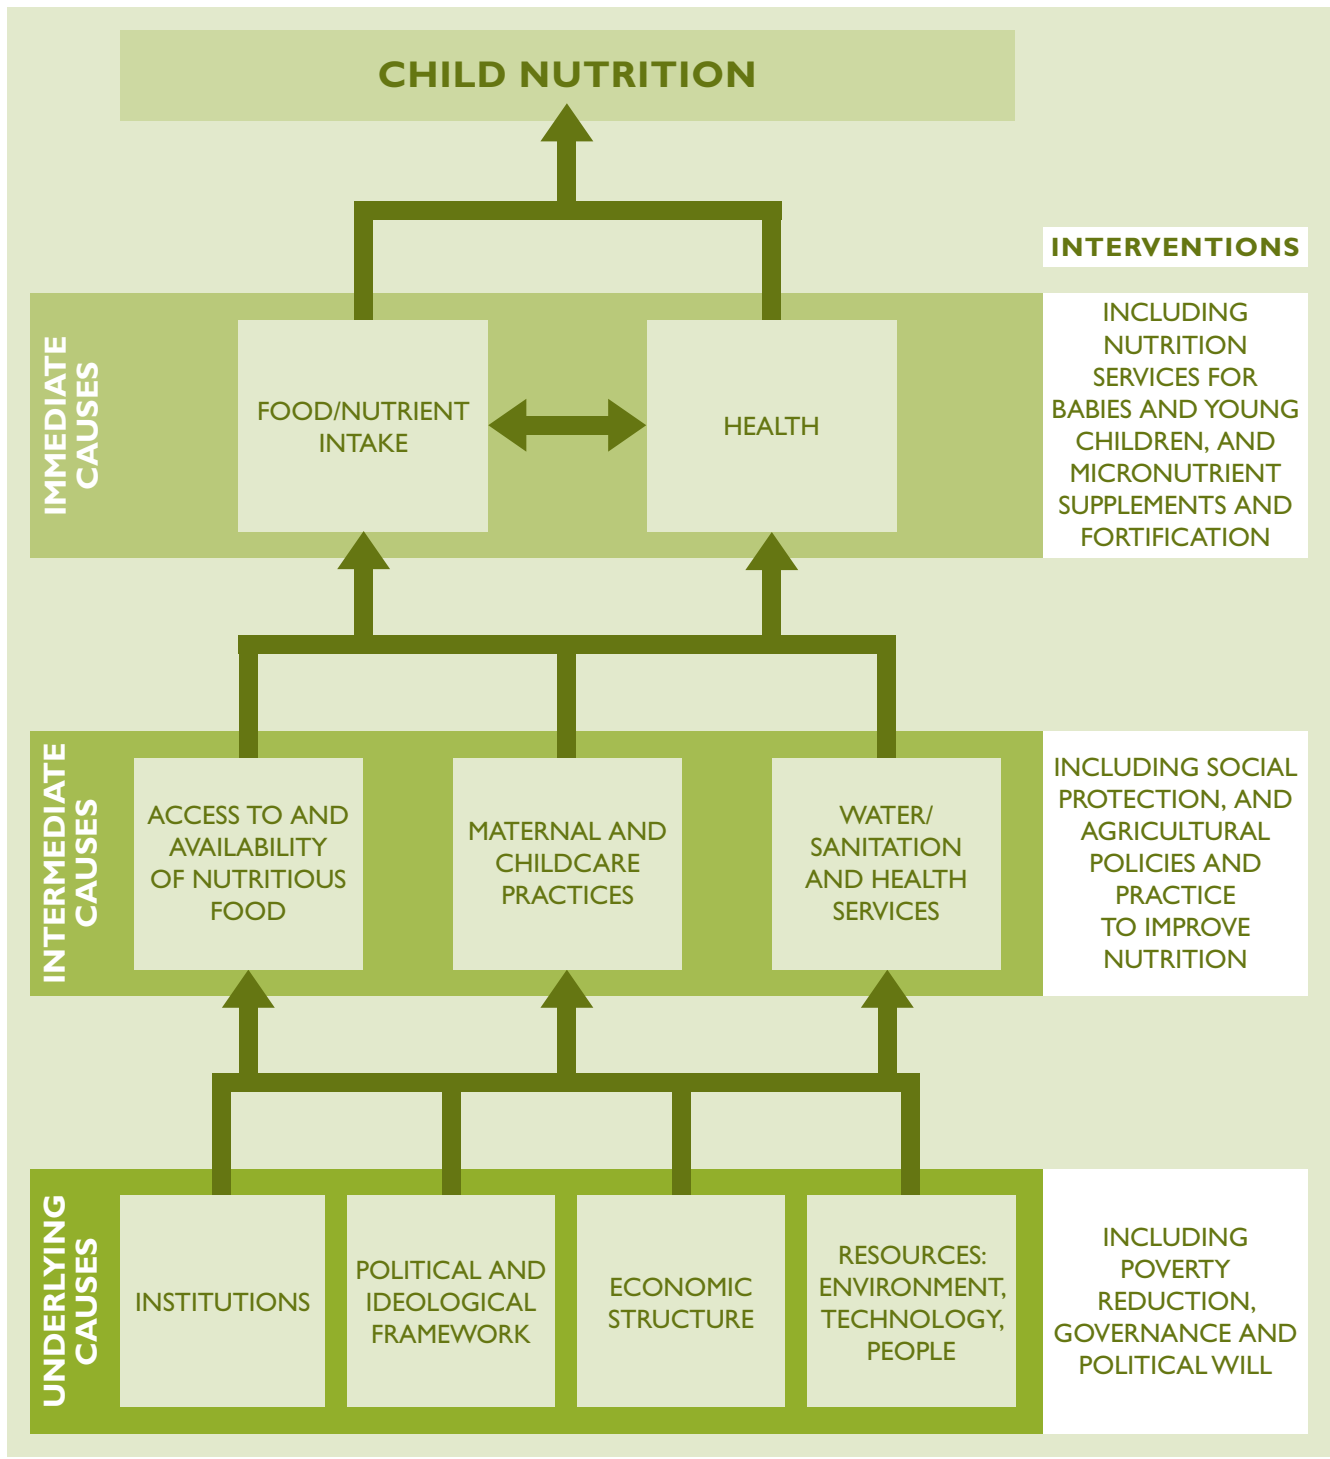 CHILD NUTRITION
INTERVENTIONS
IMMEDIATE
CAUSES
FOOD/NUTRIENT
INTAKE
HEALTH
INCLUDING
NUTRITION
SERVICES FOR
BABIES AND YOUNG
CHILDREN, AND
MICRONUTRIENT
SUPPLEMENTS AND
FORTIFICATION
INTERMEDIATE
CAUSES
ACCESS TO AND
AVAILABILITY
OF NUTRITIOUS
FOOD
MATERNAL AND
CHILDCARE
PRACTICES
WATER/
SANITATION
AND HEALTH
SERVICES
INCLUDING SOCIAL
PROTECTION, AND
AGRICULTURAL
POLICIES AND
PRACTICE
TO IMPROVE
NUTRITION
UNDERLYING
CAUSES
INSTITUTIONS
POLITICAL AND
IDEOLOGICAL
FRAMEWORK
ECONOMIC
STRUCTURE
RESOURCES:
ENVIRONMENT,
TECHNOLOGY,
PEOPLE
INCLUDING
POVERTY
REDUCTION,
GOVERNANCE AND
POLITICAL WILL